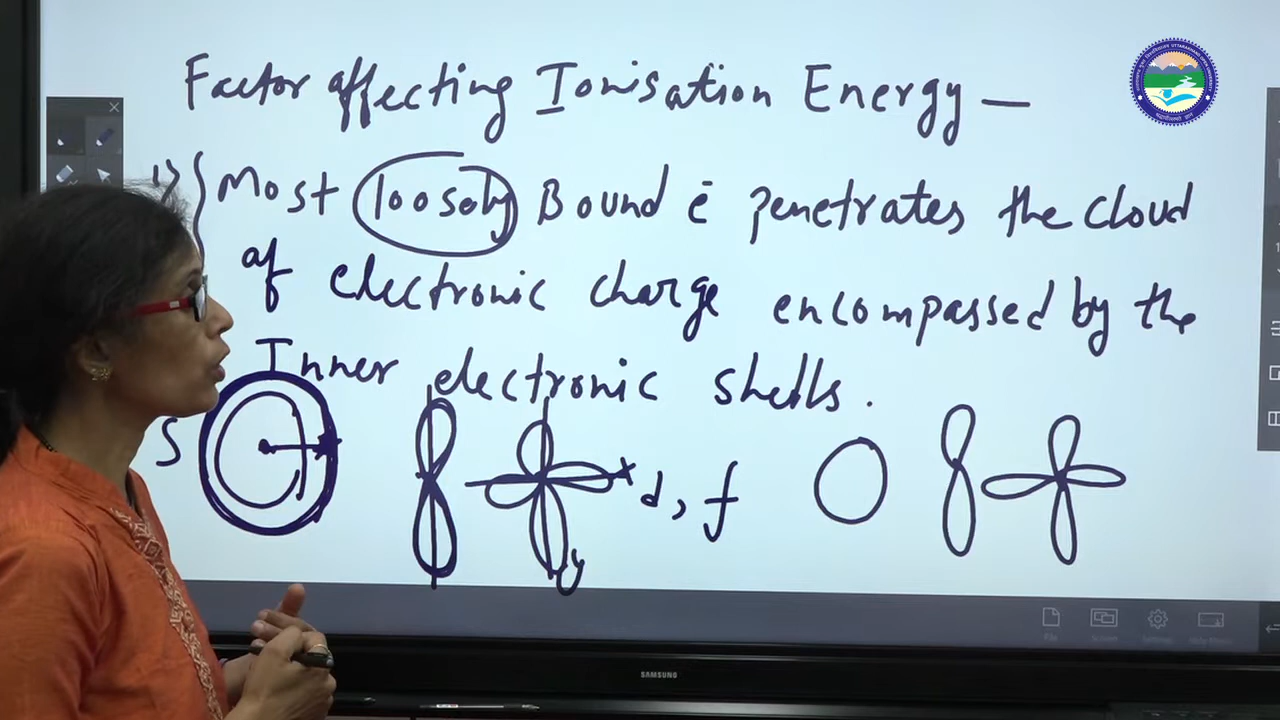 Factor affecting Ionisation Energy —
1) Most loosely Bound ē penetrates the cloud
of electronic charge encompassed by the
Inner electronic shells.
S
x
d, f
y
SAMSUNG